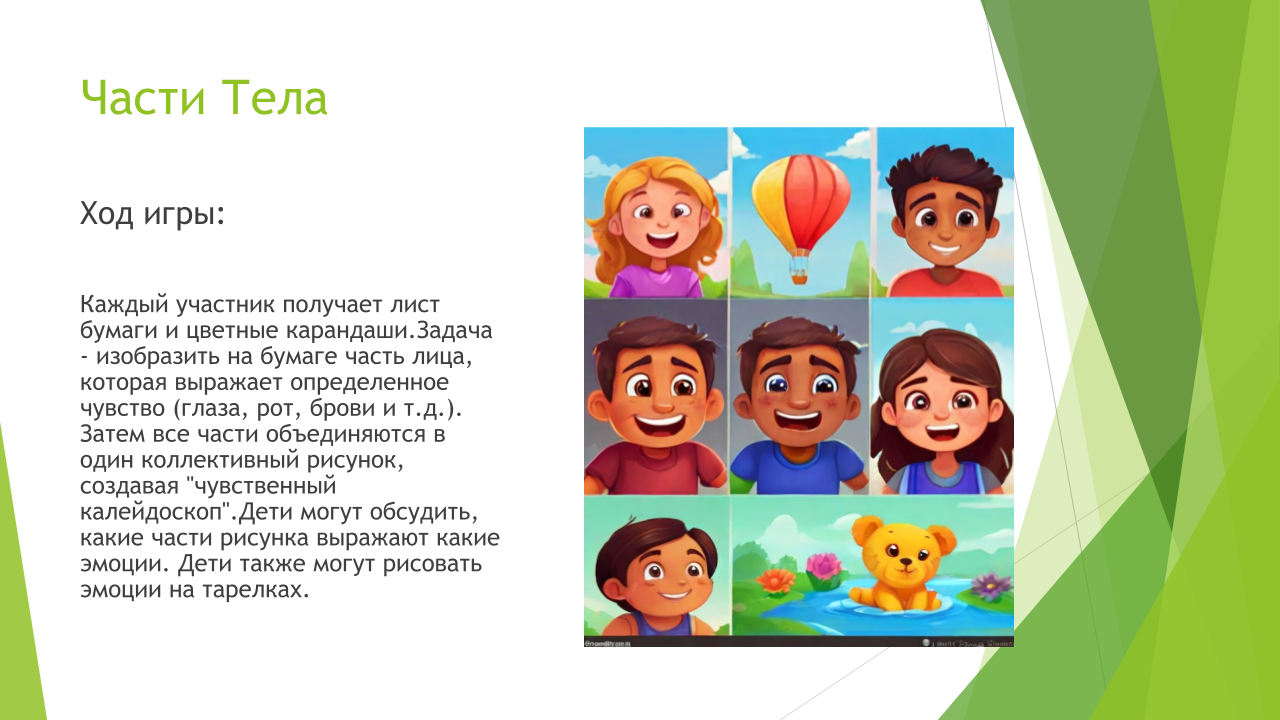 Части Тела
Ход игры:
Каждый участник получает лист
бумаги и цветные карандаши.Задача
- изобразить на бумаге часть лица,
которая выражает определенное
чувство (глаза, рот, брови и т.д.).
Затем все части объединяются в
один коллективный рисунок,
создавая "чувственный
калейдоскоп".Дети могут обсудить,
какие части рисунка выражают какие
эмоции. Дети также могут рисовать
эмоции на тарелках.